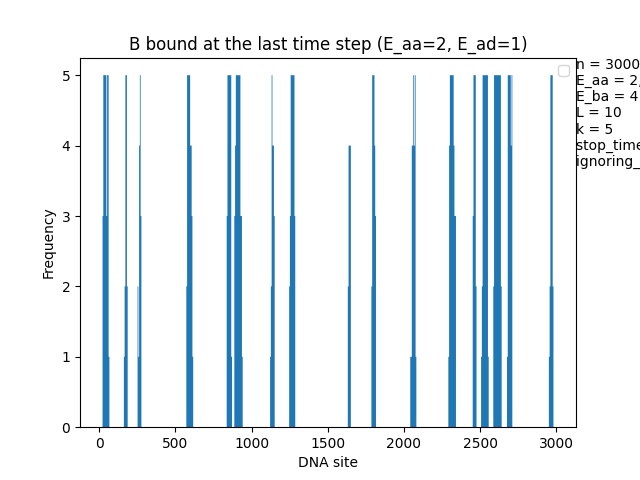 B bound at the last time step (E_aa=2, E_ad=1)
n = 3000
E_aa = 2,
E_ba = 4
L = 10
k = 5
stop_time
ignoring_
Frequency
5
4
3
2
1
0
0 500 1000 1500 2000 2500 3000
DNA site